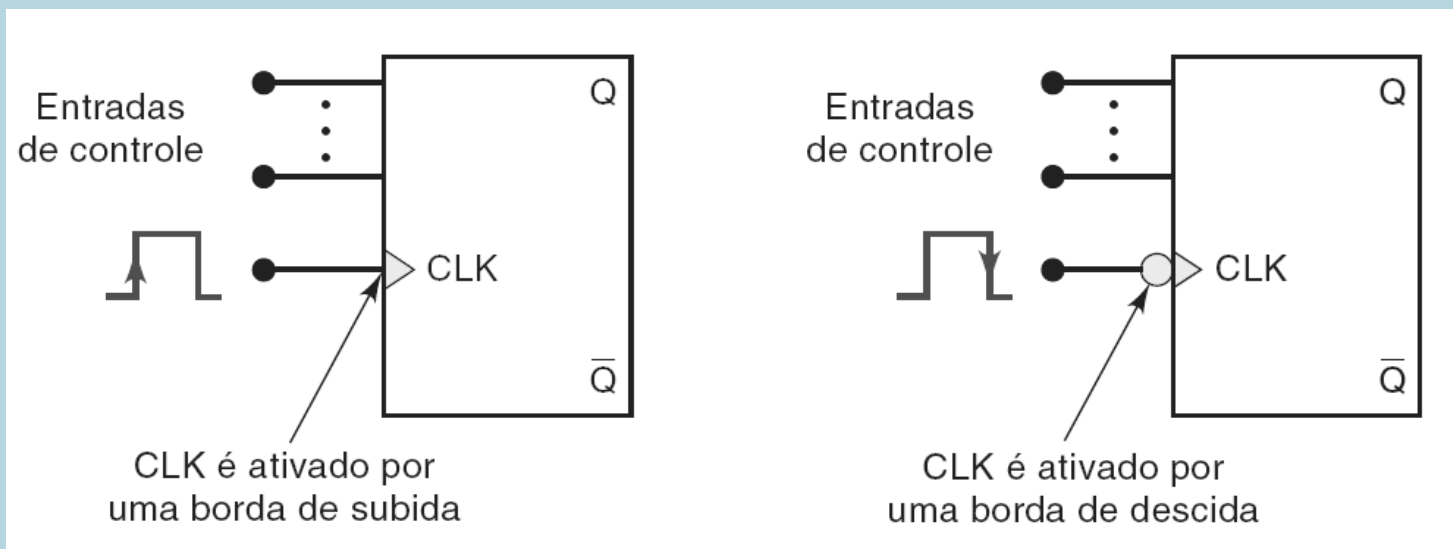 Entradas
de controle
Q
CLK
Q̅
CLK é ativado por
uma borda de subida
Entradas
de controle
Q
CLK
Q̅
CLK é ativado por
uma borda de descida